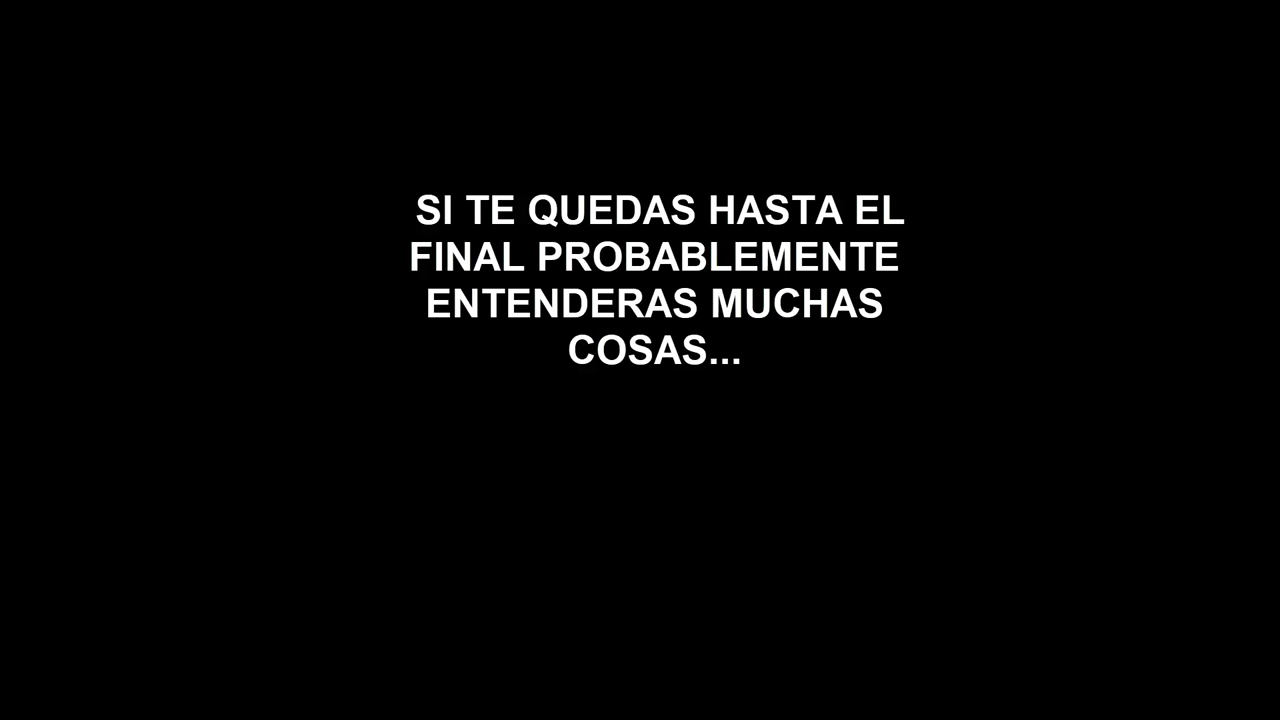 SI TE QUEDAS HASTA EL
FINAL PROBABLEMENTE
ENTENDERAS MUCHAS
COSAS...